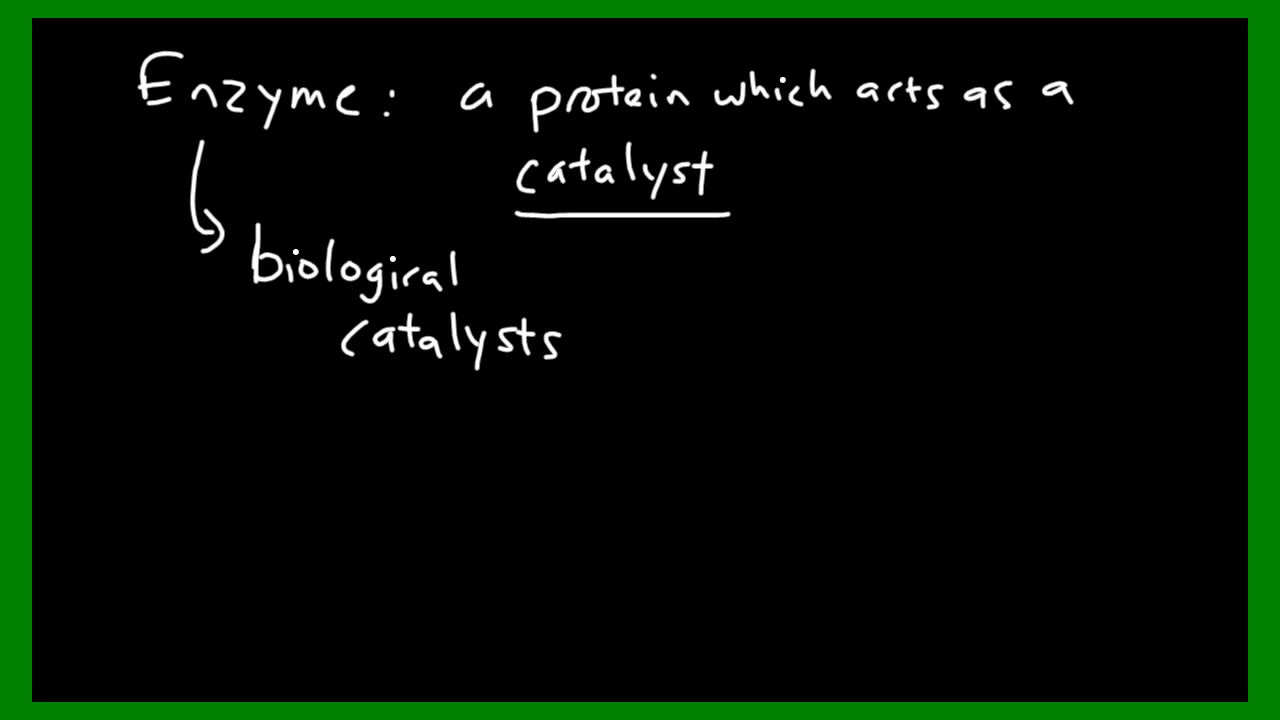 Enzyme: a protein which acts as a
catalyst
biological
catalysts